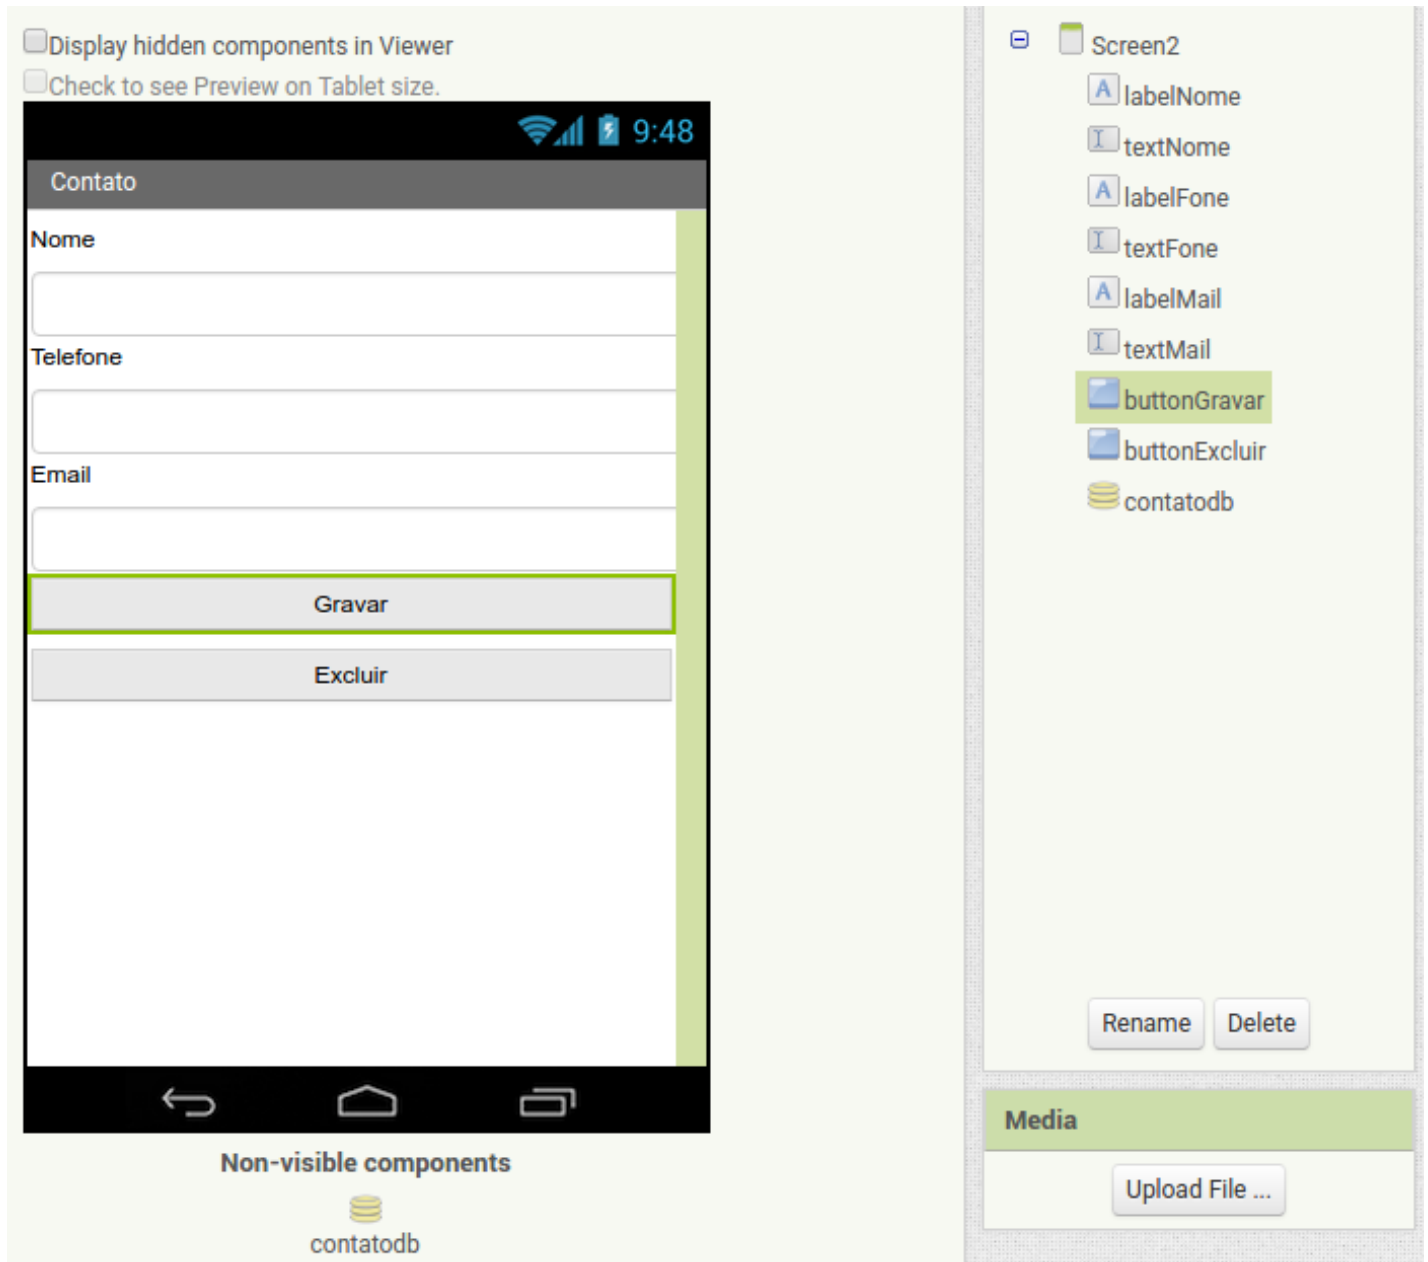 Display hidden components in Viewer
Check to see Preview on Tablet size.
9:48
Contato
Nome
Telefone
Email
Gravar
Excluir
Non-visible components
contatodb
Screen2
labelNome
textNome
labelFone
textFone
labelMail
textMail
buttonGravar
buttonExcluir
contatodb
Rename Delete
Media
Upload File ...